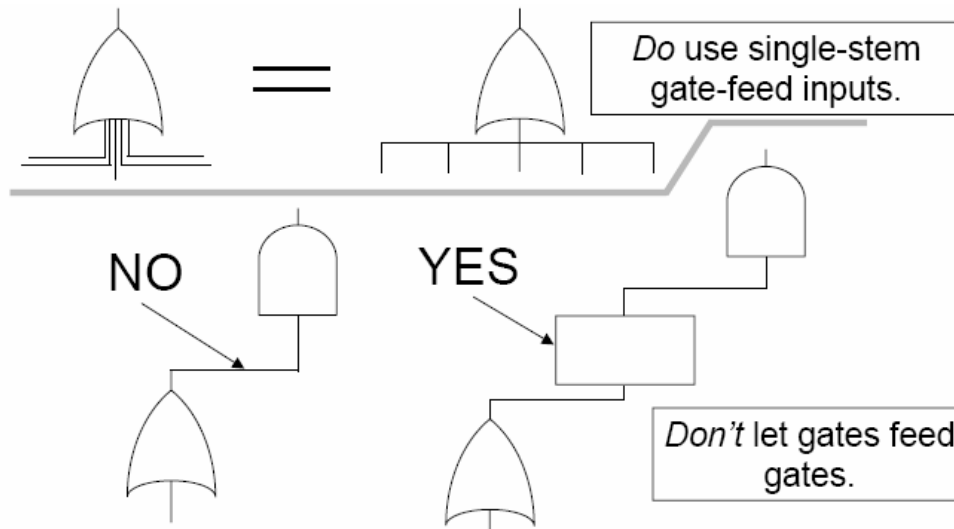 Do use single-stem
gate-feed inputs.
NO
YES
Don't let gates feed
gates.